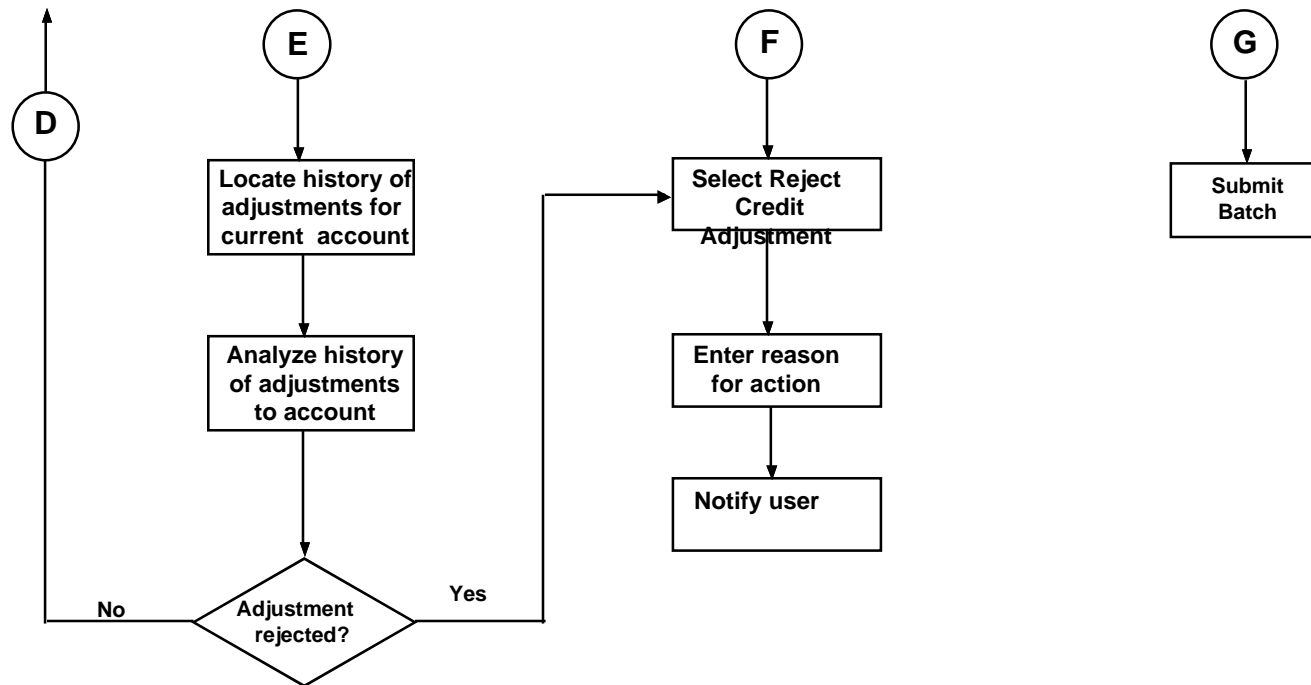 E
F
G
D
Locate history of
adjustments for
current account
Select Reject
Credit
Adjustment
Submit
Batch
Analyze history
of adjustments
to account
Enter reason
for action
Notify user
No
Adjustment
rejected?
Yes